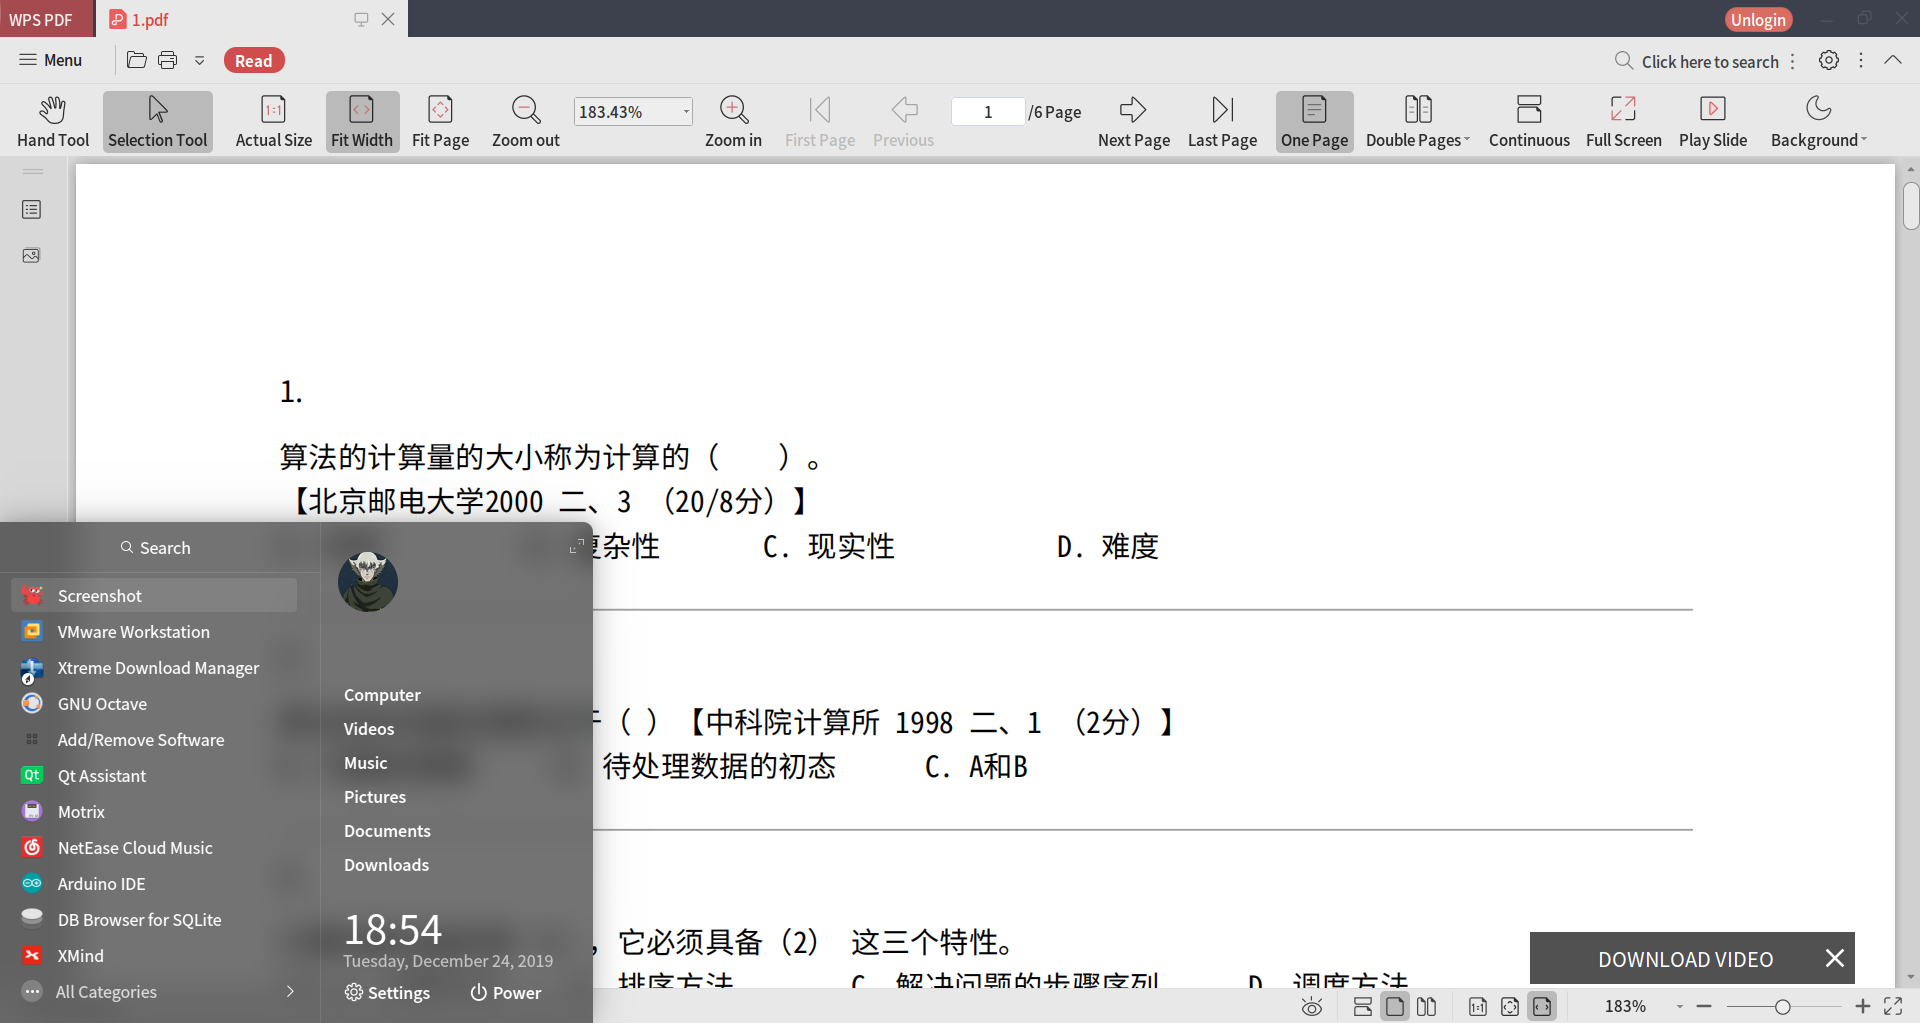 WPS PDF
1.pdf
Unlogin
Menu
Read
Click here to search
Hand Tool
Selection Tool
1:1
Actual Size
Fit Width
Fit Page
Zoom out
183.43%
Zoom in
First Page
Previous
1 /6 Page
Next Page
Last Page
One Page
Double Pages
Continuous
Full Screen
Play Slide
Background
1.
算法的计算量的大小称为计算的（　　）。
【北京邮电大学2000 二、3 （20/8分）】
杂性 C. 现实性 D. 难度
（ ）【中科院计算所 1998 二、1 （2分）】
待处理数据的初态 C. A和B
，它必须具备（2） 这三个特性。
排序方法 C. 解决问题的步骤序列 D. 调度方法
Search
Screenshot
VMware Workstation
Xtreme Download Manager
GNU Octave
Add/Remove Software
Qt Qt Assistant
Motrix
NetEase Cloud Music
Arduino IDE
DB Browser for SQLite
XMind
All Categories
Computer
Videos
Music
Pictures
Documents
Downloads
18:54
Tuesday, December 24, 2019
Settings
Power
DOWNLOAD VIDEO
1:1
183%